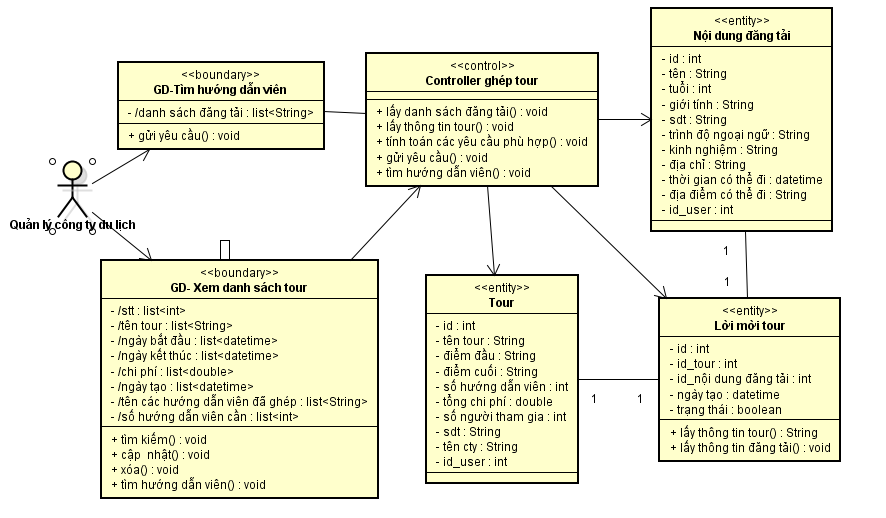 <<boundary>>
GD-Tìm hướng dẫn viên
- /danh sách đăng tải : list<String>
+ gửi yêu cầu() : void
<<control>>
Controller ghép tour
+ lấy danh sách đăng tải() : void
+ lấy thông tin tour() : void
+ tính toán các yêu cầu phù hợp() : void
+ gửi yêu cầu() : void
+ tìm hướng dẫn viên() : void
<<entity>>
Nội dung đăng tải
- id : int
- tên : String
- tuổi : int
- giới tính : String
- sdt : String
- trình độ ngoại ngữ : String
- kinh nghiệm : String
- địa chỉ : String
- thời gian có thể đi : datetime
- địa điểm có thể đi : String
- id_user : int
Quản lý công ty du lịch
<<boundary>>
GD- Xem danh sách tour
- /stt : list<int>
- /tên tour : list<String>
- /ngày bắt đầu : list<datetime>
- /ngày kết thúc : list<datetime>
- /chi phí : list<double>
- /ngày tạo : list<datetime>
- /tên các hướng dẫn viên đã ghép : list<String>
- /số hướng dẫn viên cần : list<int>
+ tìm kiếm() : void
+ cập  nhật() : void
+ xóa() : void
+ tìm hướng dẫn viên() : void
<<entity>>
Tour
- id : int
- tên tour : String
- điểm đầu : String
- điểm cuối : String
- số hướng dẫn viên : int
- tổng chi phí : double
- số người tham gia : int
- sdt : String
- tên cty : String
- id_user : int
1
1
1
1
<<entity>>
Lời mời tour
- id : int
- id_tour : int
- id_nội dung đăng tải : int
- ngày tạo : datetime
- trạng thái : boolean
+ lấy thông tin tour() : String
+ lấy thông tin đăng tải() : void